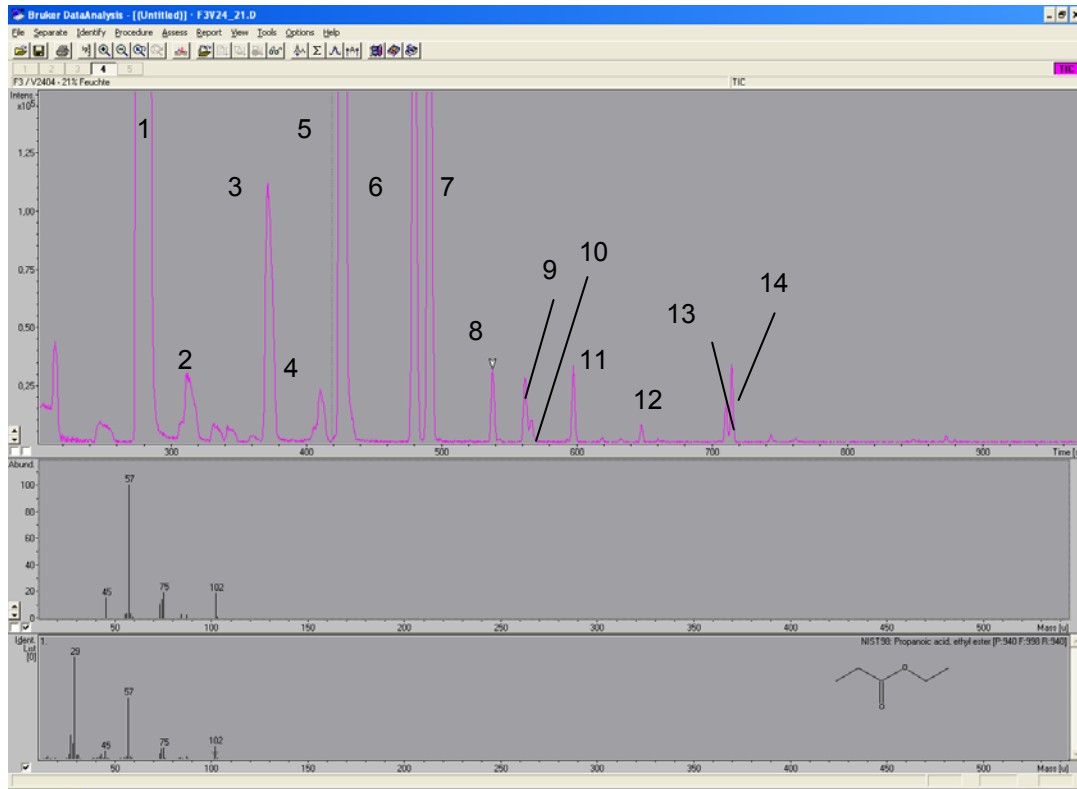 Bruker DataAnalysis - [(Untitled)] - F3V24_21.D
File Separate Identify Procedure Assess Report View Tools Options Help
1 2 3 4 5
TIC
F3 / V2404 - 21% Feuchte TIC
Intens.
x10⁵
1,25
1,00
0,75
0,50
0,25
1
5
3
6
7
10
9
14
13
8
2
4
11
12
300 400 500 600 700 800 900 Time [s
Abund.
100
80
60
40
20
0
57
45
75
102
50 100 150 200 250 300 350 400 450 500 Mass [u]
Ident.
List
[0]
1.
NIST98: Propanoic acid, ethyl ester [P:940 F:998 R:940]
29
57
45
75
102
O
O
50 100 150 200 250 300 350 400 450 500 Mass [u]